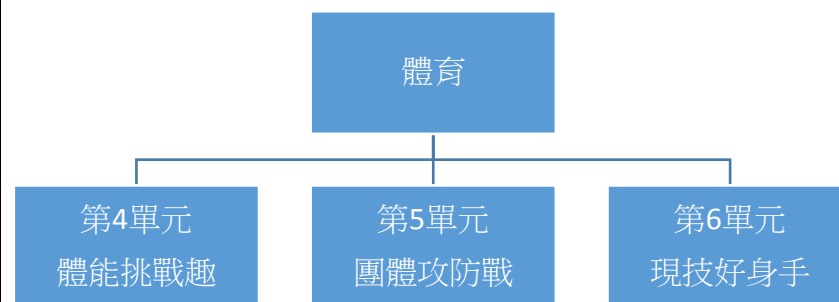 體育
第4單元
體能挑戰趣
第5單元
團體攻防戰
第6單元
現技好身手